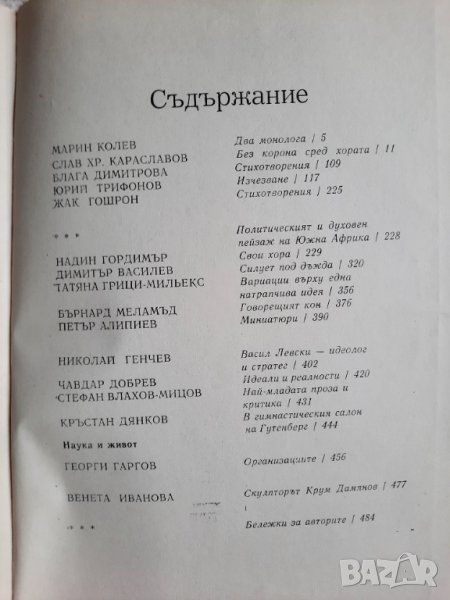 Съдържание
МАРИН КОЛЕВ Два монолога / 5
СЛАВ ХР. КАРАСЛАВОВ Без корона сред хората / 11
БЛАГА ДИМИТРОВА Стихотворения / 109
ЮРИЙ ТРИФОНОВ Изчезване / 117
ЖАК ГОШРОН Стихотворения / 225
* * * Политическият и духовен
пейзаж на Южна Африка / 228
НАДИН ГОРДИМЪР Свои хора / 229
ДИМИТЪР ВАСИЛЕВ Силует под дъжда / 320
ТАТЯНА ГРИЦИ-МИЛЬЕКС Вариации върху една
натрапчива идея / 356
БЪРНАРД МЕЛАМЪД Говорещият кон / 376
ПЕТЪР АЛИПИЕВ Миниатюри / 390
НИКОЛАЙ ГЕНЧЕВ Васил Левски — идеолог
и стратег / 402
ЧАВДАР ДОБРЕВ Идеали и реалности / 420
СТЕФАН ВЛАХОВ-МИЦОВ Най-младата проза и
критика / 431
КРЪСТАН ДЯНКОВ В гимнастическия салон
на Гутенберг / 444
Наука и живот
ГЕОРГИ ГАРГОВ Организациите / 456
ВЕНЕТА ИВАНОВА Скулпторът Крум Дамянов / 477
* * * Бележки за авторите / 484
BAZAR.bg